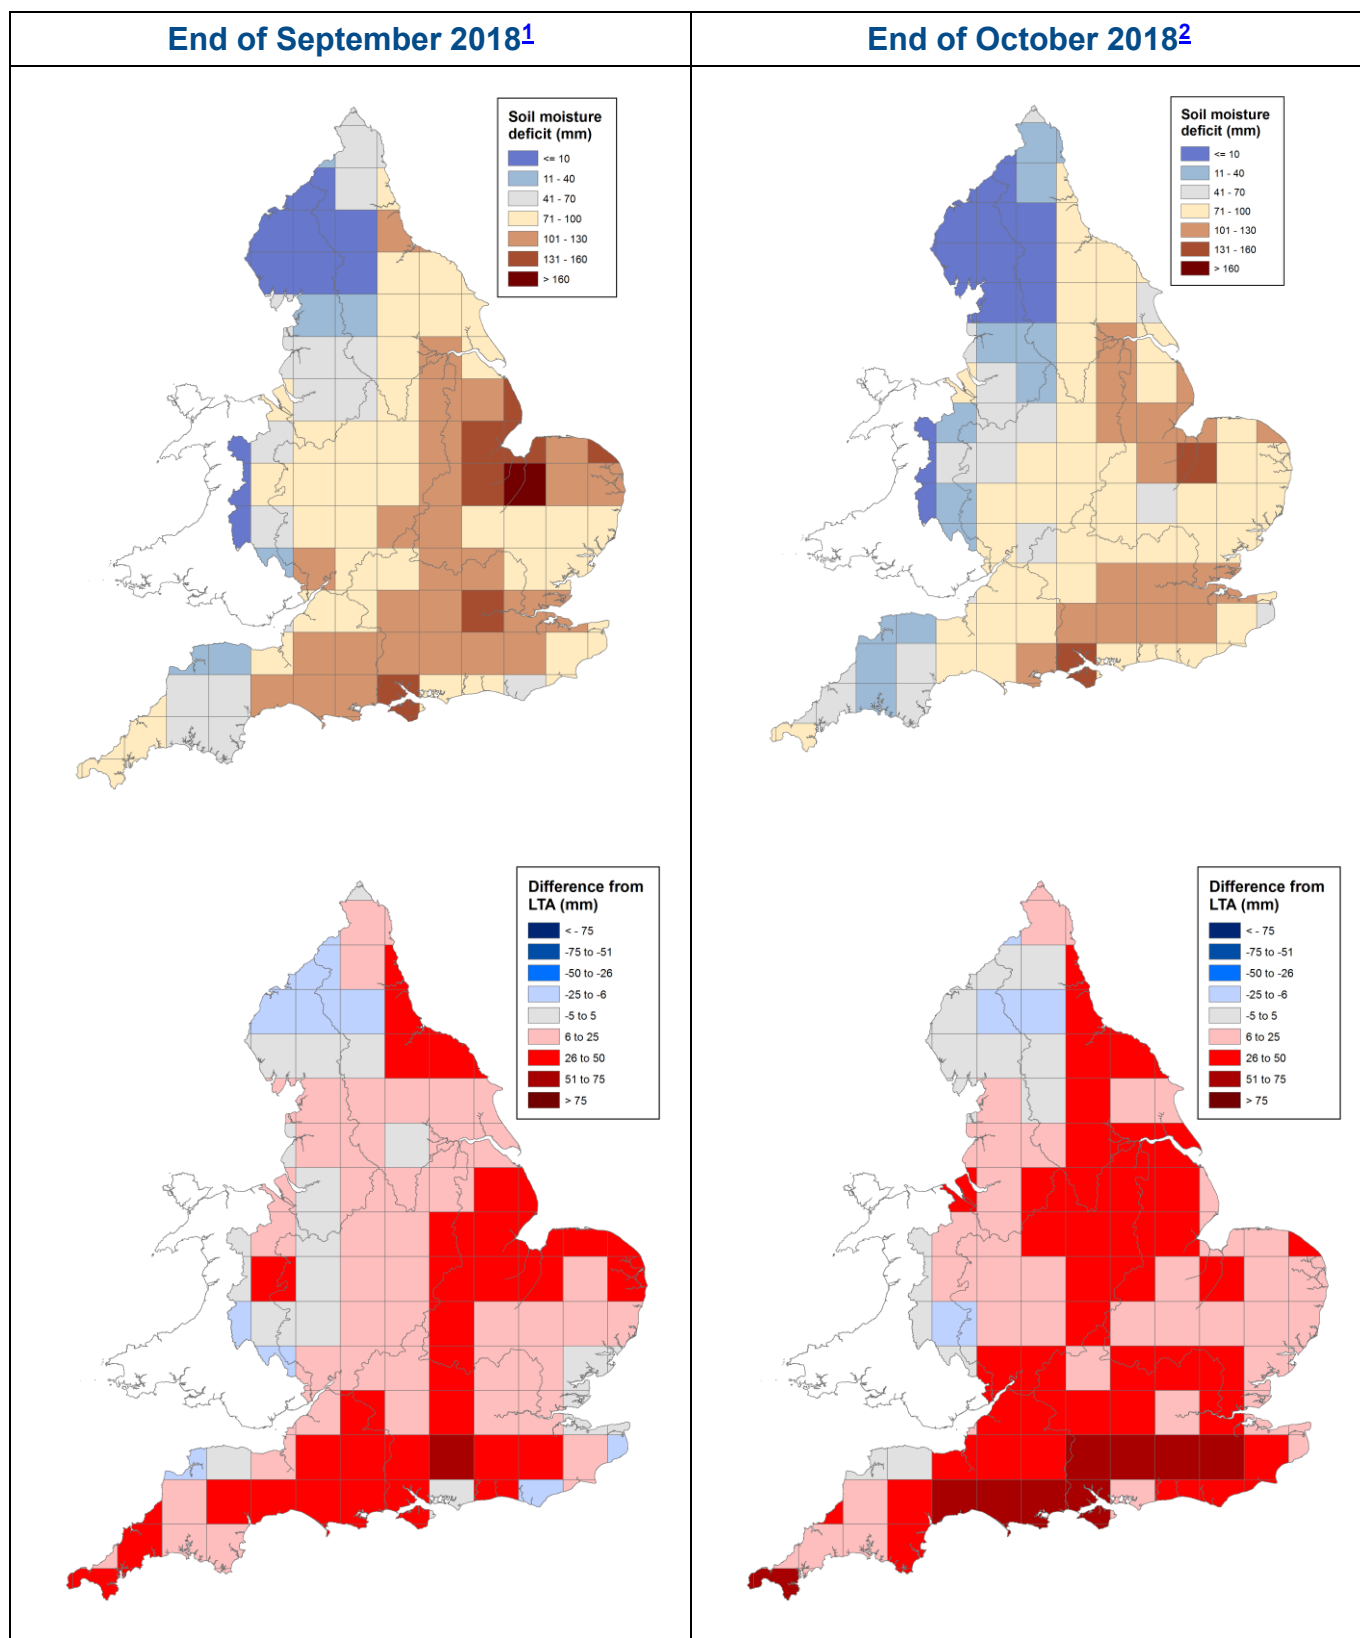 End of September 2018¹
End of October 2018²
Soil moisture
deficit (mm)
<= 10
11 - 40
41 - 70
71 - 100
101 - 130
131 - 160
> 160
Soil moisture
deficit (mm)
<= 10
11 - 40
41 - 70
71 - 100
101 - 130
131 - 160
> 160
Difference from
LTA (mm)
< - 75
-75 to -51
-50 to -26
-25 to -6
-5 to 5
6 to 25
26 to 50
51 to 75
> 75
Difference from
LTA (mm)
< - 75
-75 to -51
-50 to -26
-25 to -6
-5 to 5
6 to 25
26 to 50
51 to 75
> 75